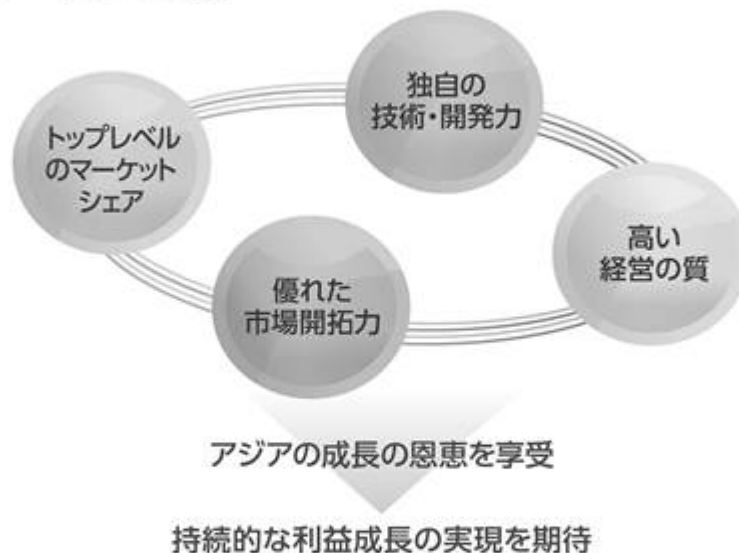 独自の
技術・開発力
トップレベル
のマーケット
シェア
高い
経営の質
優れた
市場開拓力
アジアの成長の恩恵を享受
持続的な利益成長の実現を期待